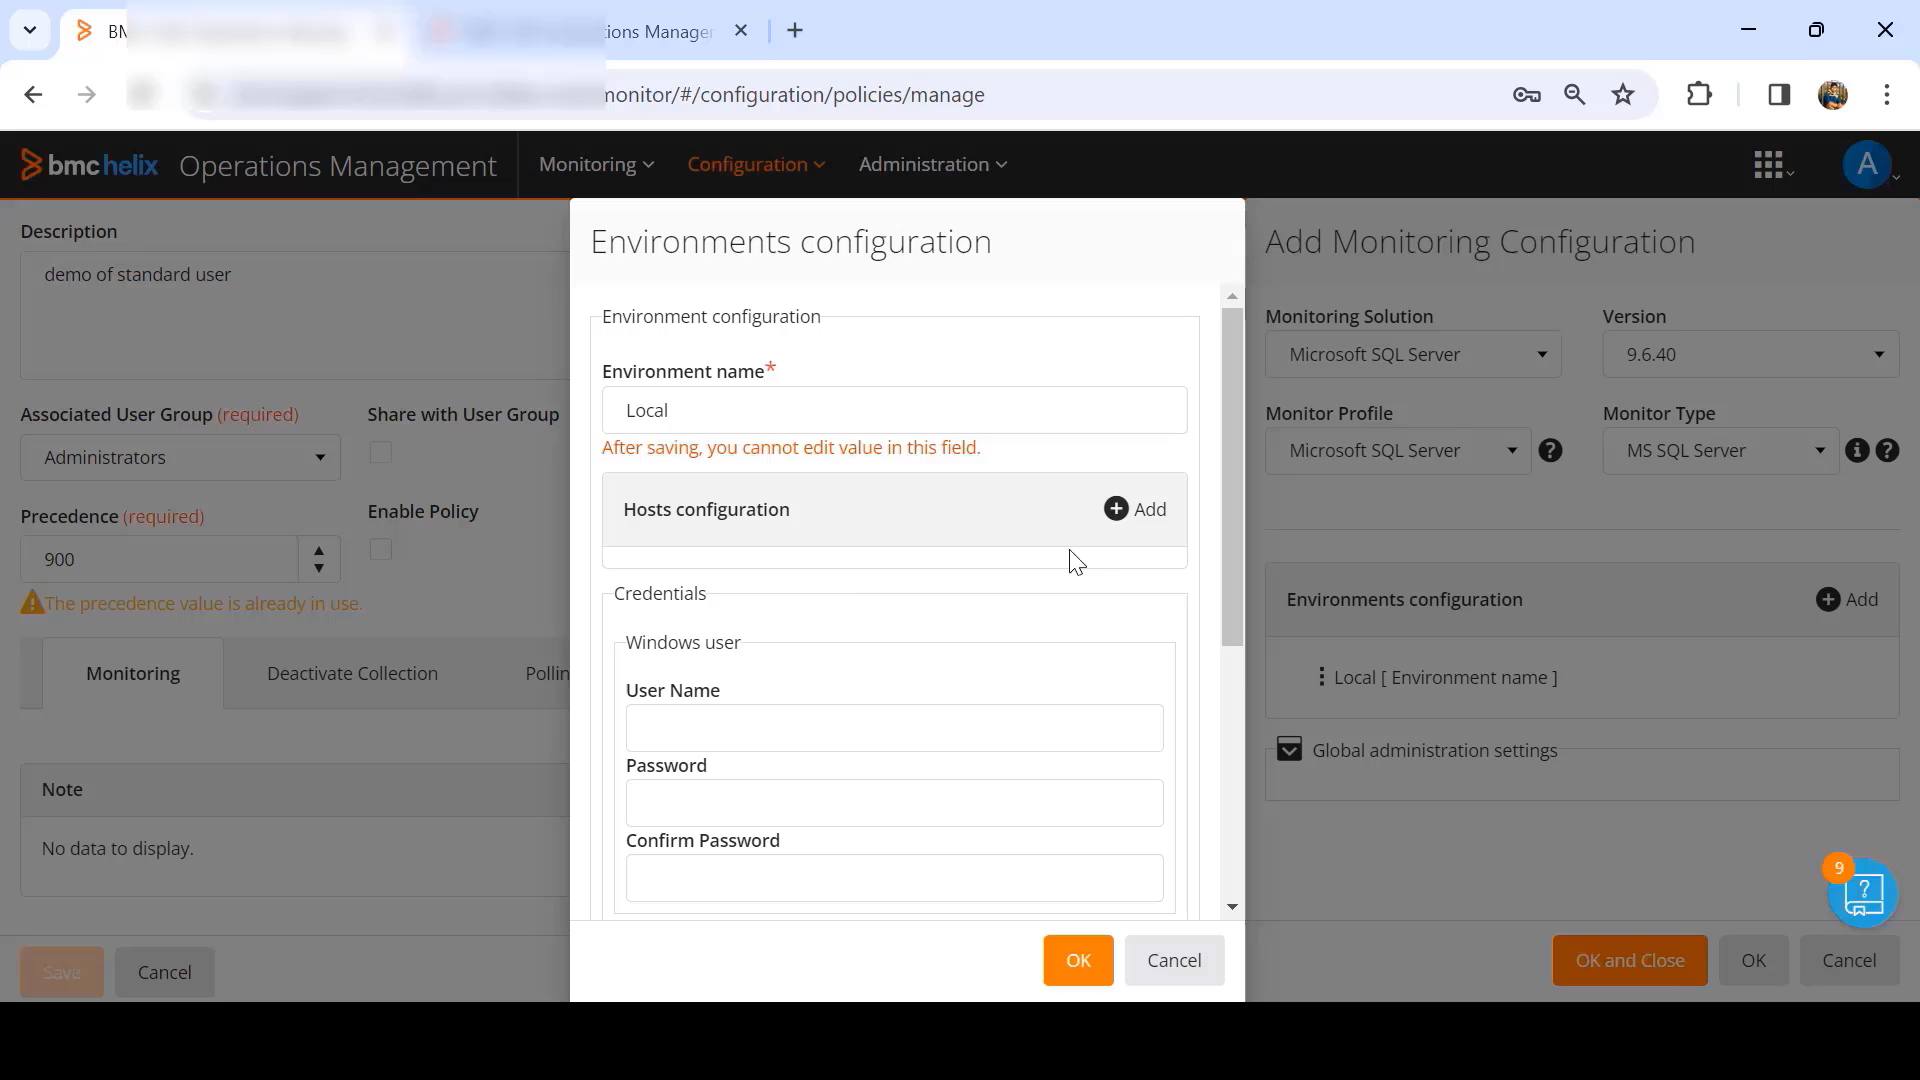 BM
ions Manager
monitor/#/configuration/policies/manage
bmc helix Operations Management
Monitoring
Configuration
Administration
A
Description
demo of standard user
Associated User Group (required)
Share with User Group
Administrators
Precedence (required)
Enable Policy
900
The precedence value is already in use.
Monitoring
Deactivate Collection
Pollin
Note
No data to display.
Save
Cancel
Environments configuration
Environment configuration
Environment name*
Local
After saving, you cannot edit value in this field.
Hosts configuration
Add
Credentials
Windows user
User Name
Password
Confirm Password
OK
Cancel
Add Monitoring Configuration
Monitoring Solution
Version
Microsoft SQL Server
9.6.40
Monitor Profile
Monitor Type
Microsoft SQL Server
MS SQL Server
Environments configuration
Add
Local [ Environment name ]
Global administration settings
9
OK and Close
OK
Cancel